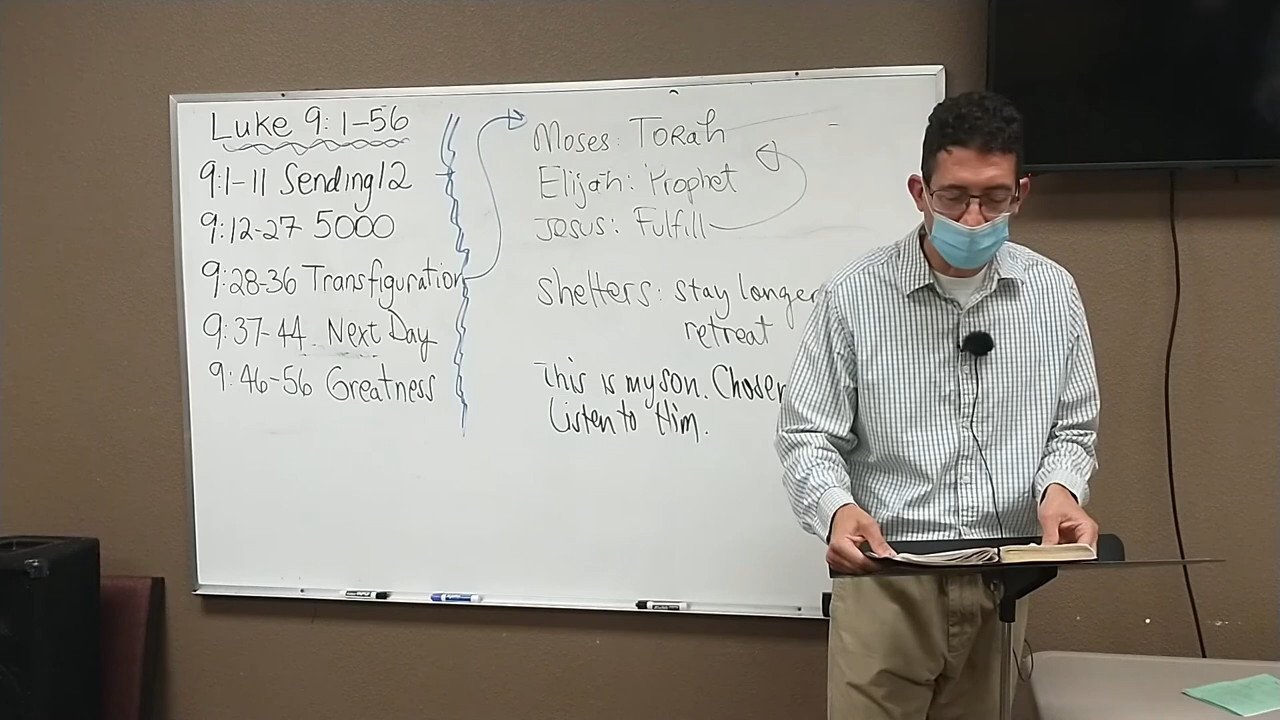 Luke 9:1-56
9:1-11 Sending 12
9:12-27 5000
9:28-36 Transfiguration
9:37-44 Next Day
9:46-56 Greatness
Moses: Torah
Elijah: Prophet
Jesus: Fulfill
Shelters: stay longer
retreat
This is my son. Chosen
Listen to Him.